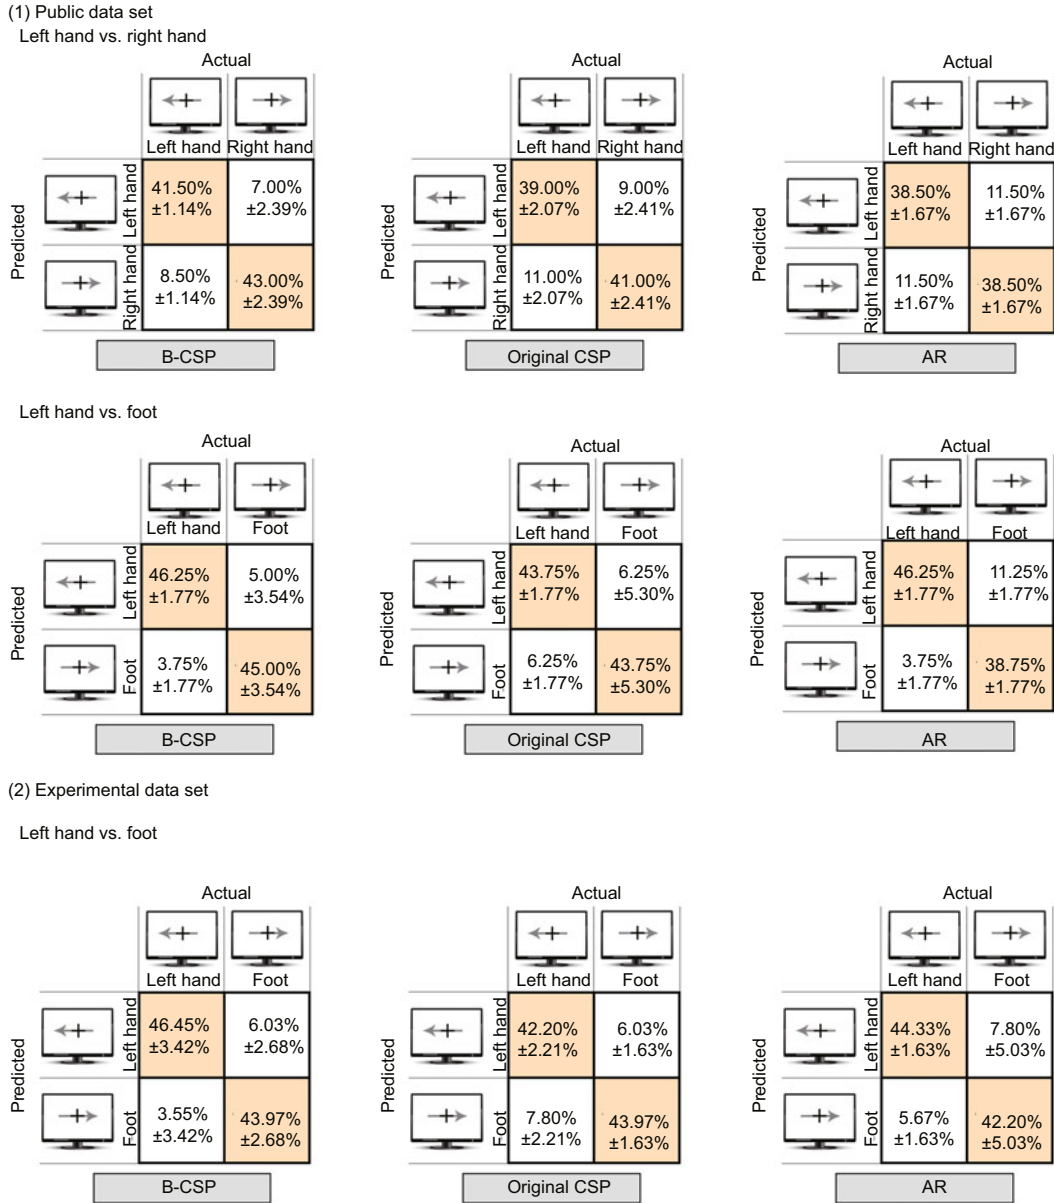 (1) Public data set
Left hand vs. right hand
Actual
Left hand Right hand
Predicted
Left hand
41.50% 7.00%
±1.14% ±2.39%
Right hand
8.50% 43.00%
±1.14% ±2.39%
B-CSP
Actual
Left hand Right hand
Predicted
Left hand
39.00% 9.00%
±2.07% ±2.41%
Right hand
11.00% 41.00%
±2.07% ±2.41%
Original CSP
Actual
Left hand Right hand
Predicted
Left hand
38.50% 11.50%
±1.67% ±1.67%
Right hand
11.50% 38.50%
±1.67% ±1.67%
AR
Left hand vs. foot
Actual
Left hand Foot
Predicted
Left hand
46.25% 5.00%
±1.77% ±3.54%
Foot
3.75% 45.00%
±1.77% ±3.54%
B-CSP
Actual
Left hand Foot
Predicted
Left hand
43.75% 6.25%
±1.77% ±5.30%
Foot
6.25% 43.75%
±1.77% ±5.30%
Original CSP
Actual
Left hand Foot
Predicted
Left hand
46.25% 11.25%
±1.77% ±1.77%
Foot
3.75% 38.75%
±1.77% ±1.77%
AR
(2) Experimental data set
Left hand vs. foot
Actual
Left hand Foot
Predicted
Left hand
46.45% 6.03%
±3.42% ±2.68%
Foot
3.55% 43.97%
±3.42% ±2.68%
B-CSP
Actual
Left hand Foot
Predicted
Left hand
42.20% 6.03%
±2.21% ±1.63%
Foot
7.80% 43.97%
±2.21% ±1.63%
Original CSP
Actual
Left hand Foot
Predicted
Left hand
44.33% 7.80%
±1.63% ±5.03%
Foot
5.67% 42.20%
±1.63% ±5.03%
AR